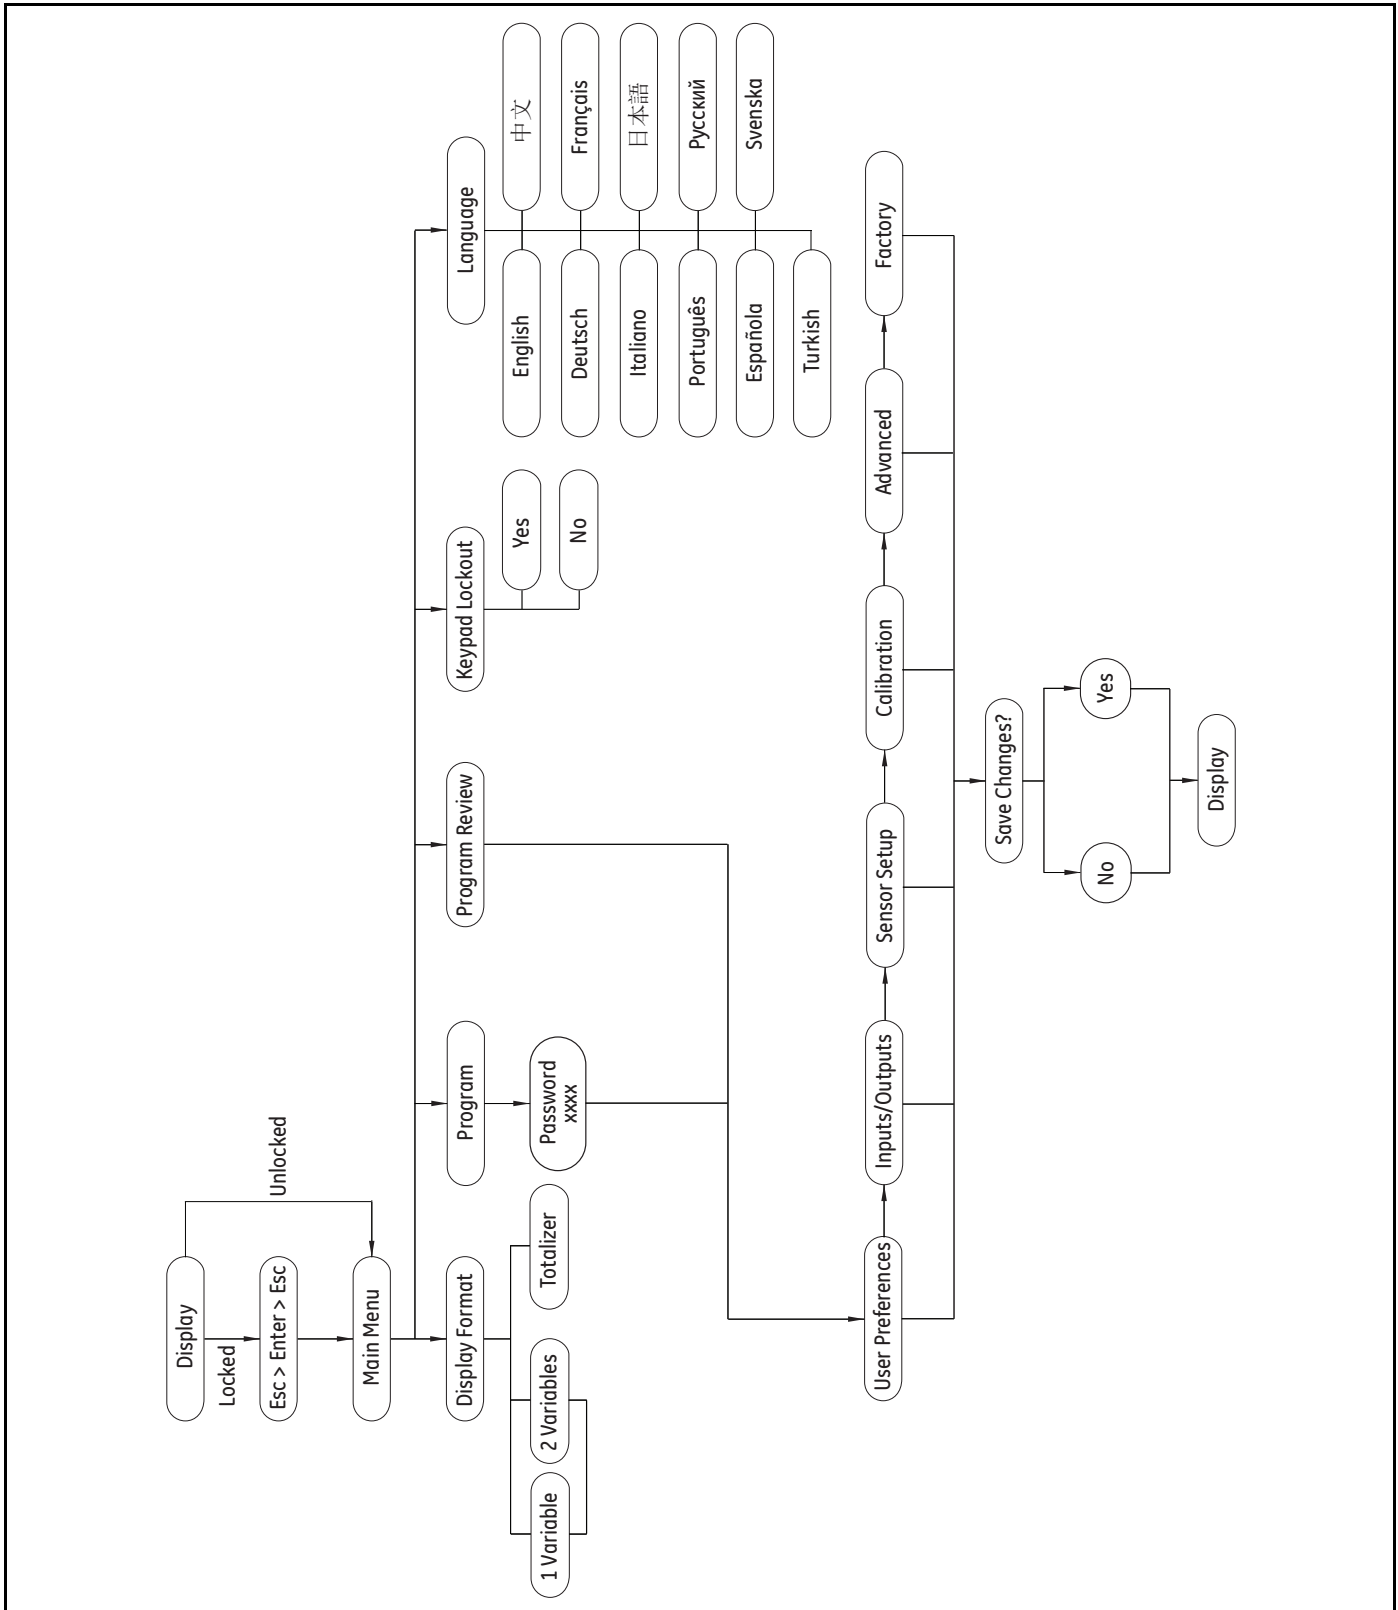 Display
Locked
Unlocked
Esc > Enter > Esc
Main Menu
Display Format
Program
Program Review
Keypad Lockout
Language
1 Variable
2 Variables
Totalizer
Password
xxxx
Yes
No
English
中文
Deutsch
Français
Italiano
日本語
Português
Русский
Española
Svenska
Turkish
User Preferences
Inputs/Outputs
Sensor Setup
Calibration
Advanced
Factory
Save Changes?
No
Yes
Display